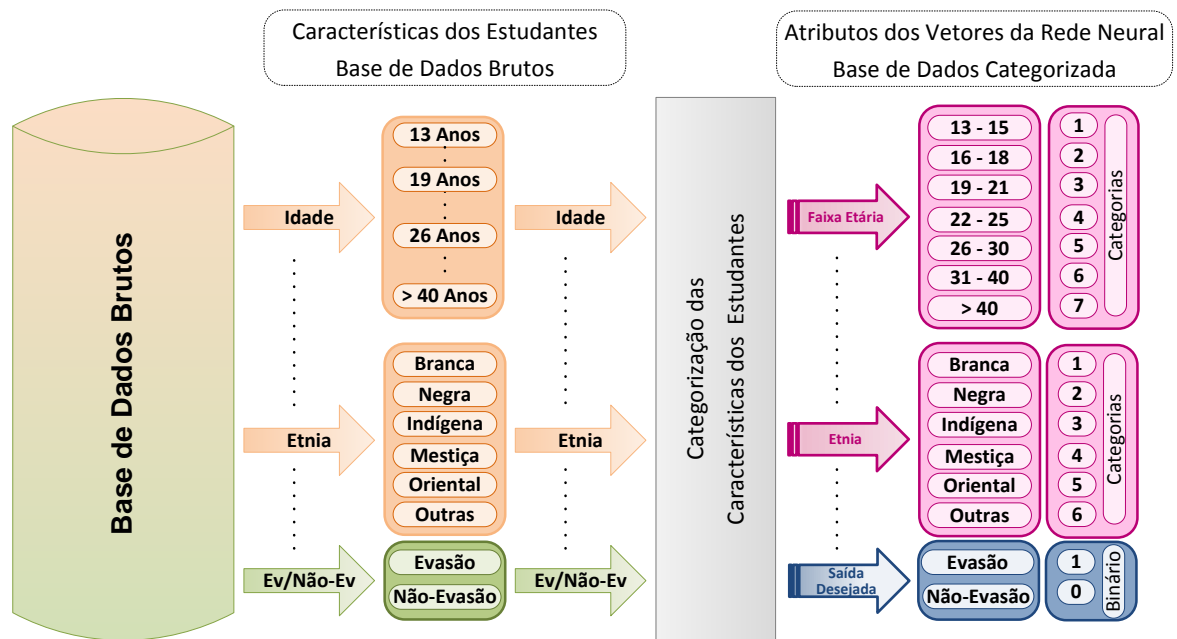 Características dos Estudantes
Base de Dados Brutos
Atributos dos Vetores da Rede Neural
Base de Dados Categorizada
Base de Dados Brutos
Idade
13 Anos
19 Anos
26 Anos
> 40 Anos
Idade
Categorização das
Características dos Estudantes
Faixa Etária
13 - 15
16 - 18
19 - 21
22 - 25
26 - 30
31 - 40
> 40
1
2
3
4
5
6
7
Categorias
Etnia
Branca
Negra
Indígena
Mestiça
Oriental
Outras
Etnia
Etnia
Branca
Negra
Indígena
Mestiça
Oriental
Outras
1
2
3
4
5
6
Categorias
Ev/Não-Ev
Evasão
Não-Evasão
Ev/Não-Ev
Saída
Desejada
Evasão
Não-Evasão
1
0
Binário